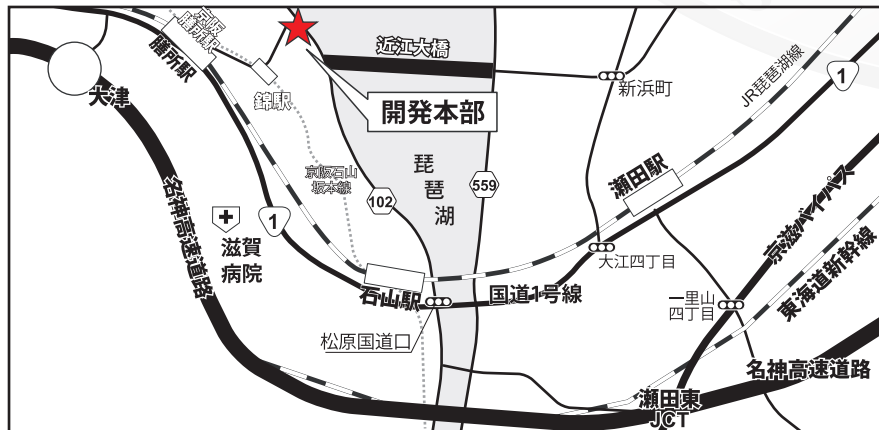 京阪
膳所駅
膳所駅
近江大橋
新浜町
JR琵琶湖線
1
大津
錦駅
開発本部
京阪石山
坂本線
琵
琶
湖
102
559
瀬田駅
名神高速道路
滋賀
病院
1
大江四丁目
京滋バイパス
東海道新幹線
石山駅
国道1号線
一里山
四丁目
松原国道口
名神高速道路
瀬田東
JCT